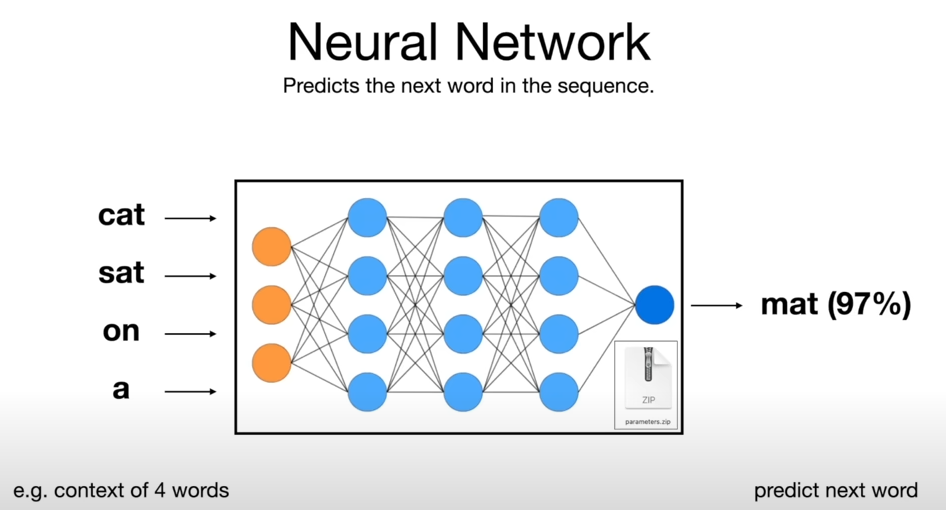 Neural Network
Predicts the next word in the sequence.
cat
sat
on
a
mat (97%)
ZIP
parameters.zip
e.g. context of 4 words
predict next word